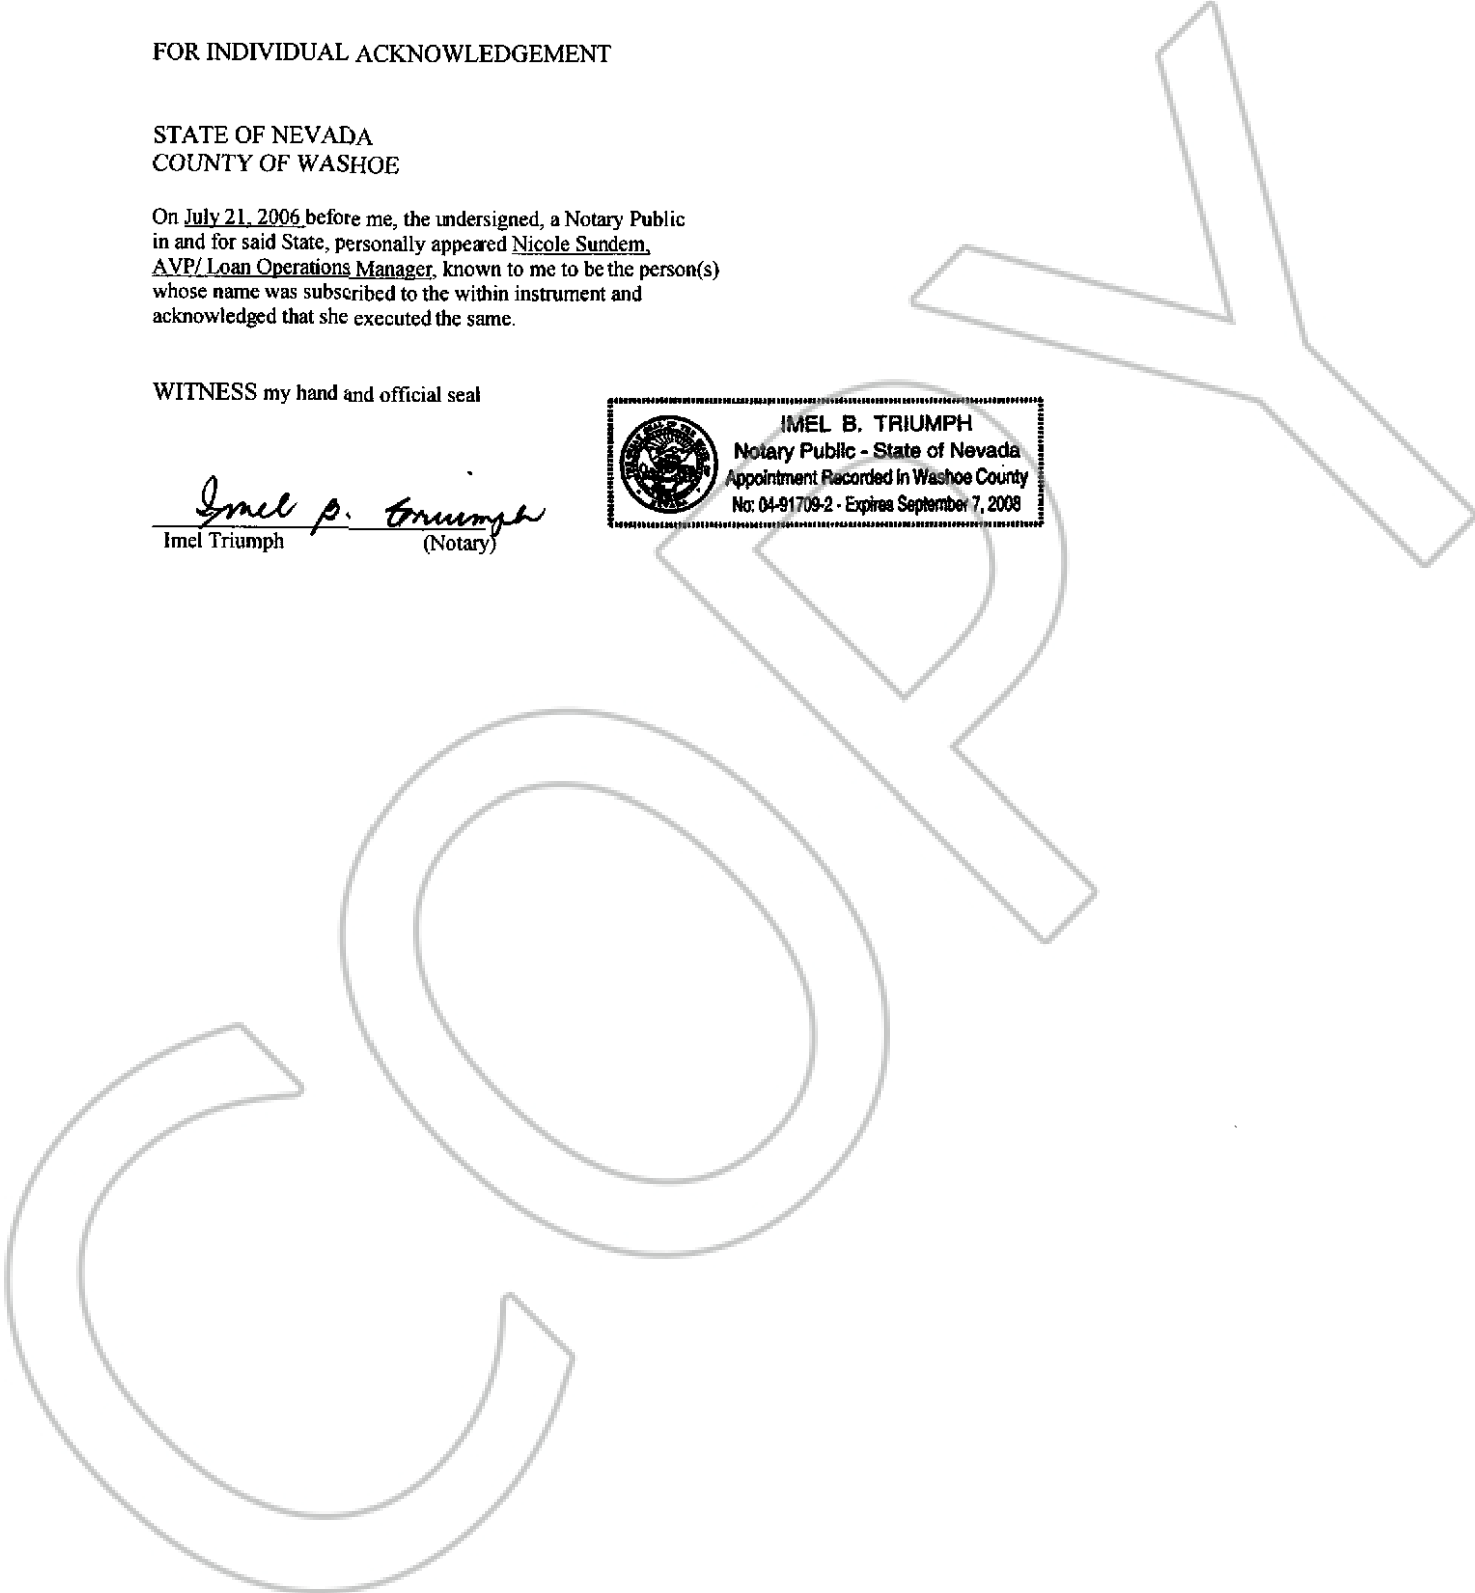 FOR INDIVIDUAL ACKNOWLEDGEMENT
STATE OF NEVADA
COUNTY OF WASHOE
On July 21, 2006 before me, the undersigned, a Notary Public
in and for said State, personally appeared Nicole Sundem,
AVP/ Loan Operations Manager, known to me to be the person(s)
whose name was subscribed to the within instrument and
acknowledged that she executed the same.
WITNESS my hand and official seal
IMEL B. TRIUMPH
Notary Public - State of Nevada
Appointment Recorded in Washoe County
No: 04-91709-2 - Expires September 7, 2008
Imel B. Triumph
Imel Triumph (Notary)
COPY